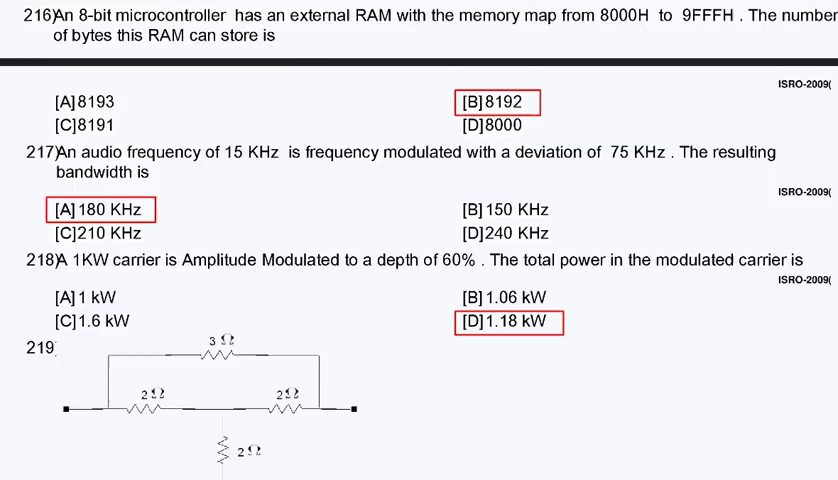 216)An 8-bit microcontroller has an external RAM with the memory map from 8000H to 9FFFH . The number
of bytes this RAM can store is
ISRO-2009(
[A]8193 [B]8192
[C]8191 [D]8000
217)An audio frequency of 15 KHz is frequency modulated with a deviation of 75 KHz . The resulting
bandwidth is
ISRO-2009(
[A]180 KHz [B]150 KHz
[C]210 KHz [D]240 KHz
218)A 1KW carrier is Amplitude Modulated to a depth of 60% . The total power in the modulated carrier is
ISRO-2009(
[A]1 kW [B]1.06 kW
[C]1.6 kW [D]1.18 kW
219)
3 Ω
2Ω 2Ω
2Ω